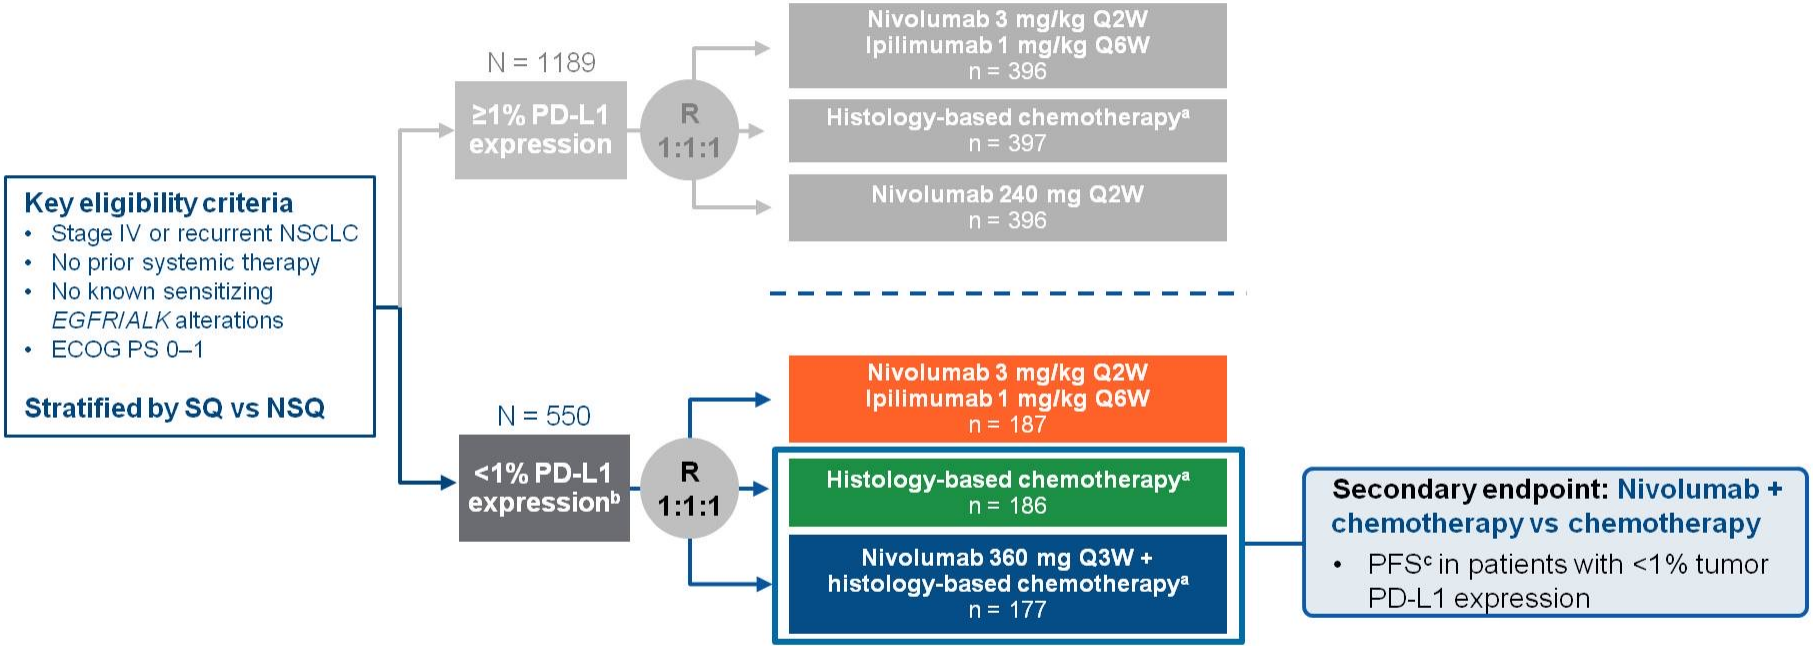 Key eligibility criteria
• Stage IV or recurrent NSCLC
• No prior systemic therapy
• No known sensitizing
EGFR/ALK alterations
• ECOG PS 0–1
Stratified by SQ vs NSQ
N = 1189
≥1% PD-L1
expression
R
1:1:1
Nivolumab 3 mg/kg Q2W
Ipilimumab 1 mg/kg Q6W
n = 396
Histology-based chemotherapyᵃ
n = 397
Nivolumab 240 mg Q2W
n = 396
N = 550
<1% PD-L1
expressionᵇ
R
1:1:1
Nivolumab 3 mg/kg Q2W
Ipilimumab 1 mg/kg Q6W
n = 187
Histology-based chemotherapyᵃ
n = 186
Nivolumab 360 mg Q3W +
histology-based chemotherapyᵃ
n = 177
Secondary endpoint: Nivolumab +
chemotherapy vs chemotherapy
• PFSᶜ in patients with <1% tumor
PD-L1 expression